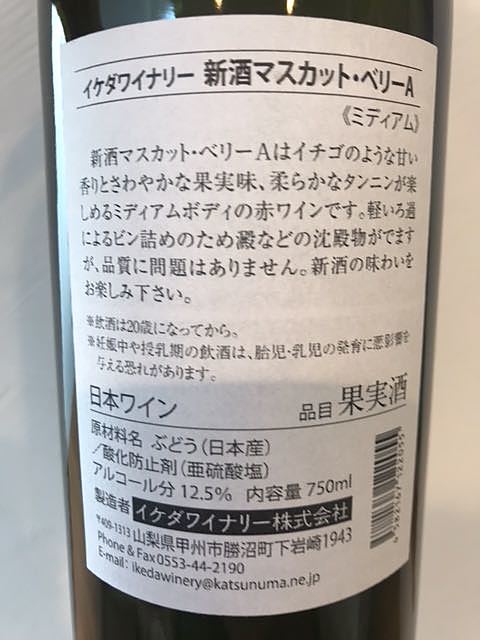 イケダワイナリー 新酒マスカット・ベリーA
《ミディアム》
新酒マスカット・ベリーAはイチゴのような甘い
香りとさわやかな果実味、柔らかなタンニンが楽
しめるミディアムボディの赤ワインです。軽いろ過
によるビン詰めのため澱などの沈殿物がでます
が、品質に問題はありません。新酒の味わいを
お楽しみ下さい。
※飲酒は20歳になってから。
※妊娠中や授乳期の飲酒は、胎児・乳児の発育に悪影響を
与える恐れがあります。
日本ワイン 品目 果実酒
原材料名 ぶどう(日本産)
/酸化防止剤(亜硫酸塩)
アルコール分 12.5% 内容量 750ml
製造者 イケダワイナリー株式会社
〒409-1313 山梨県甲州市勝沼町下岩崎1943
Phone & Fax 0553-44-2190
E-mail: ikedawinery@katsunuma.ne.jp
4 582167 122055